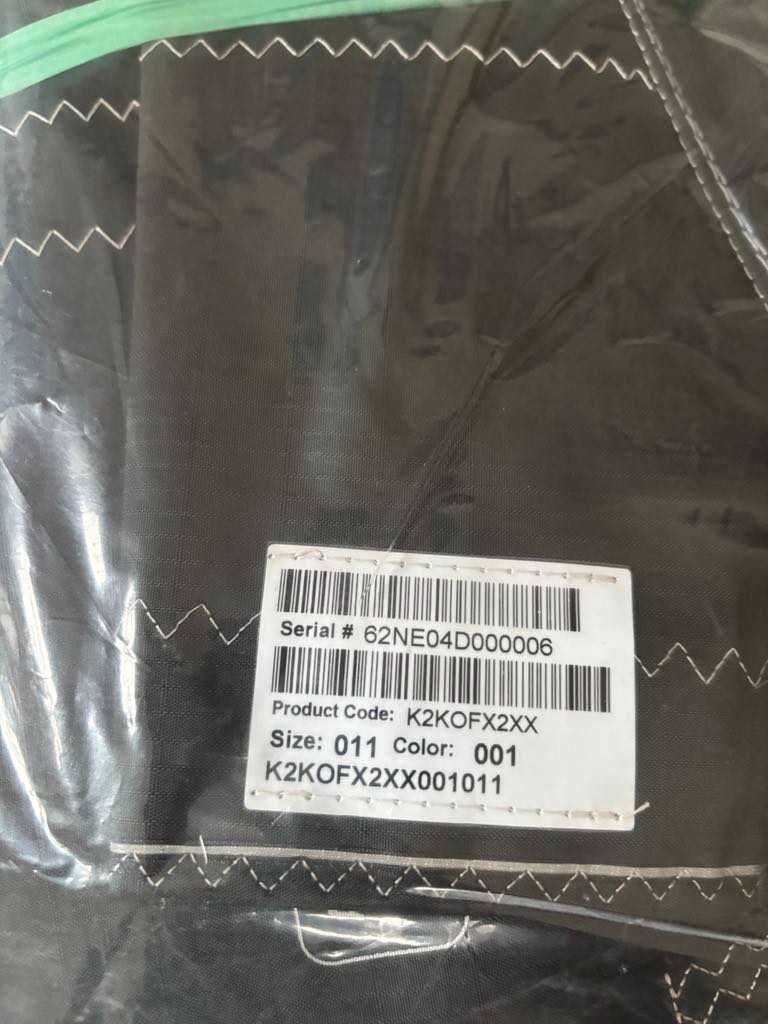 Serial # 62NE04D000006
Product Code: K2KOFX2XX
Size: 011 Color: 001
K2KOFX2XX001011